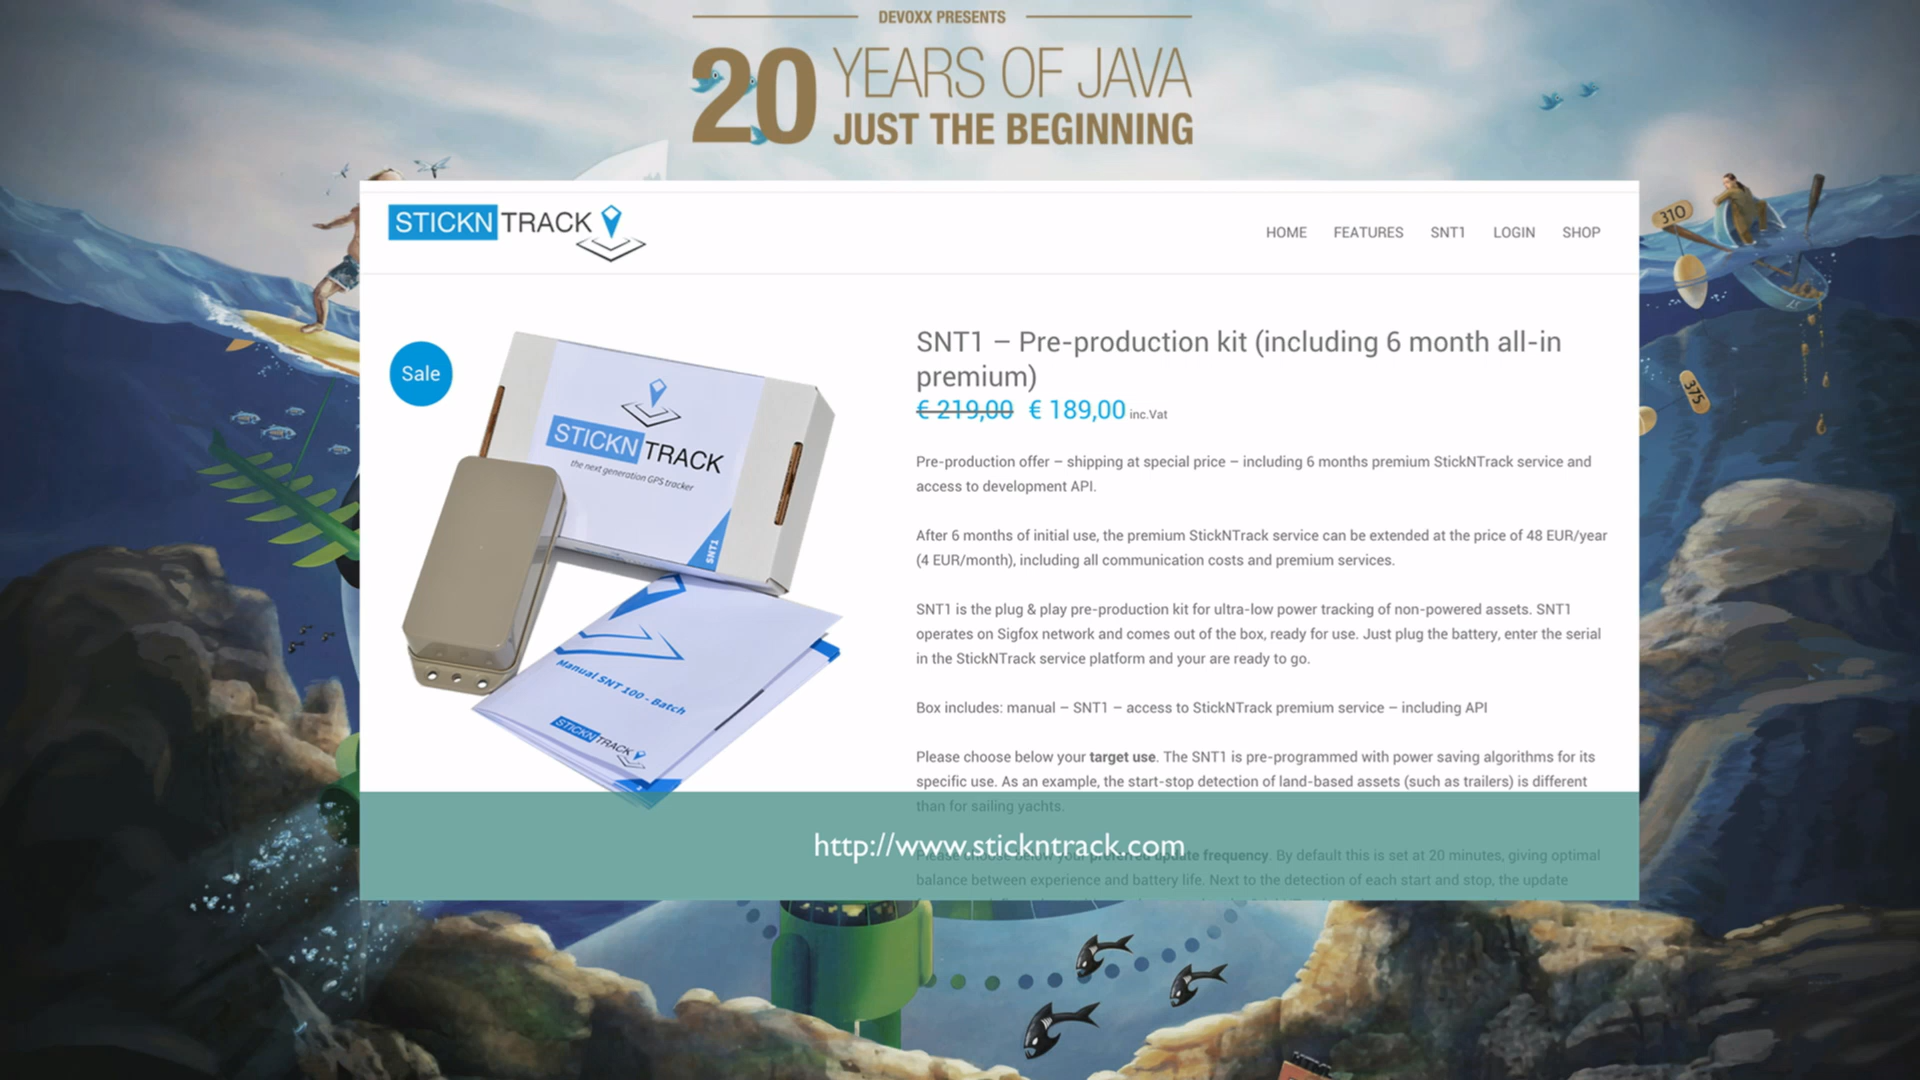 DEVOXX PRESENTS
20 YEARS OF JAVA
JUST THE BEGINNING
310
375
STICKN TRACK
HOME FEATURES SNT1 LOGIN SHOP
Sale
STICKN TRACK
the next generation GPS tracker
SNT1
Manual SNT 100 - Batch
STICKN TRACK
SNT1 – Pre-production kit (including 6 month all-in
premium)
€ 219,00 € 189,00 inc.Vat
Pre-production offer – shipping at special price – including 6 months premium StickNTrack service and
access to development API.
After 6 months of initial use, the premium StickNTrack service can be extended at the price of 48 EUR/year
(4 EUR/month), including all communication costs and premium services.
SNT1 is the plug & play pre-production kit for ultra-low power tracking of non-powered assets. SNT1
operates on Sigfox network and comes out of the box, ready for use. Just plug the battery, enter the serial
in the StickNTrack service platform and your are ready to go.
Box includes: manual – SNT1 – access to StickNTrack premium service – including API
Please choose below your target use. The SNT1 is pre-programmed with power saving algorithms for its
specific use. As an example, the start-stop detection of land-based assets (such as trailers) is different
than for sailing yachts.
http://www.stickntrack.com
Please choose below your preferred update frequency. By default this is set at 20 minutes, giving optimal
balance between experience and battery life. Next to the detection of each start and stop, the update